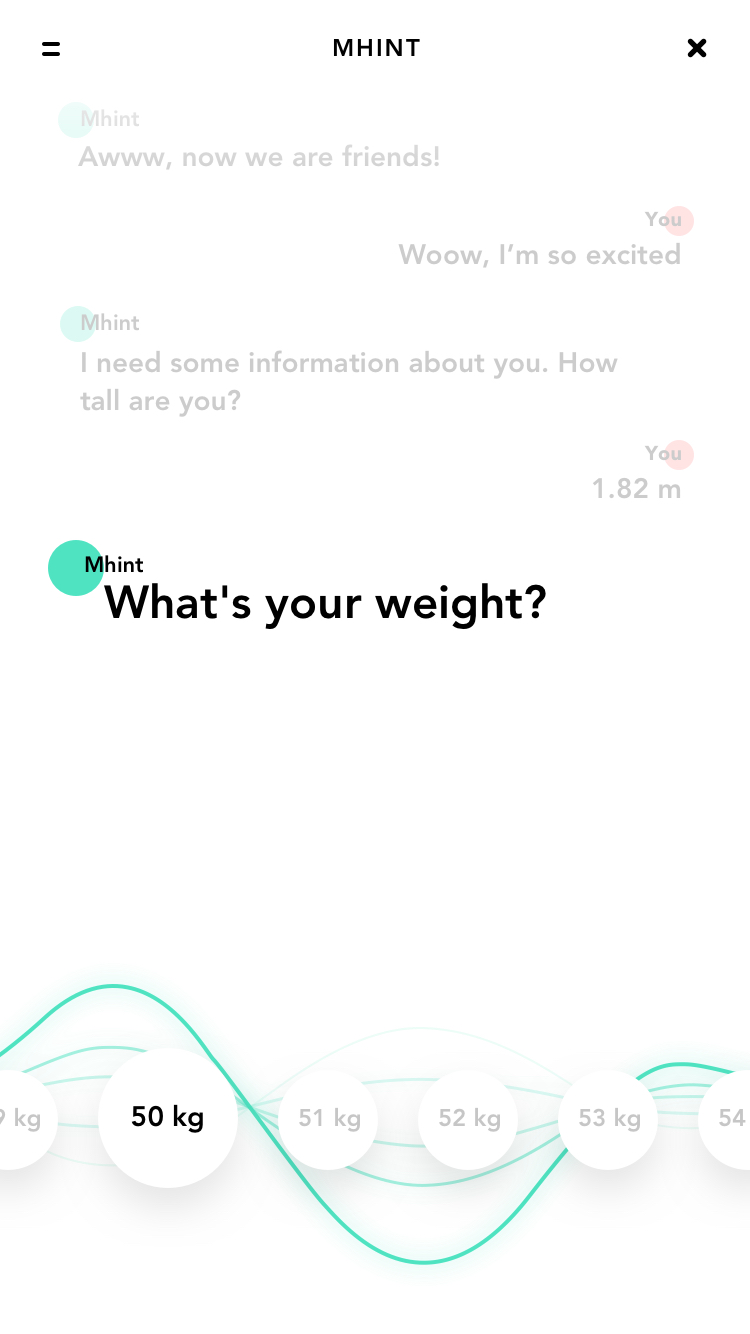 MHINT
Mhint
Awww, now we are friends!
You
Woow, I’m so excited
Mhint
I need some information about you. How
tall are you?
You
1.82 m
Mhint
What's your weight?
9 kg
50 kg
51 kg
52 kg
53 kg
54